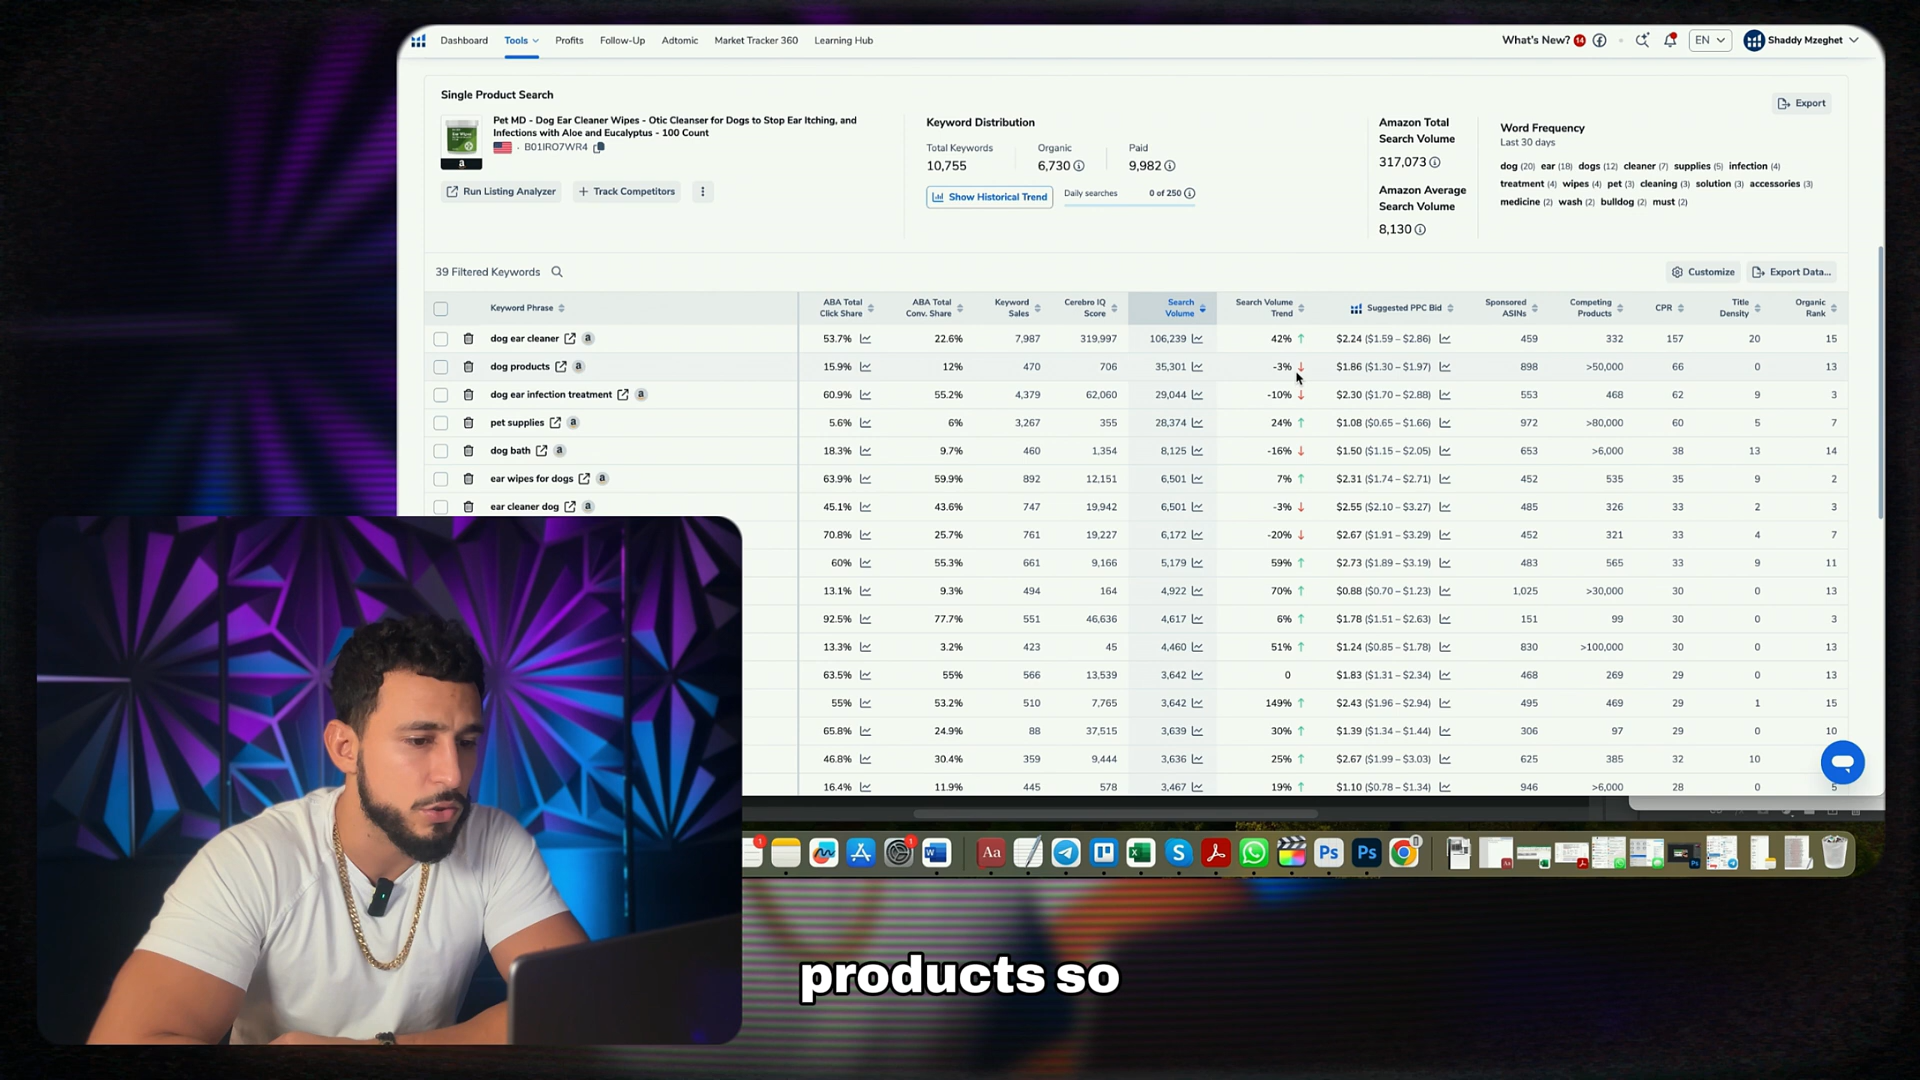 Dashboard Tools Profits Follow-Up Adtomic Market Tracker 360 Learning Hub What's New? 14 EN Shaddy Mzeghet
Single Product Search
Export
Pet MD - Dog Ear Cleaner Wipes - Otic Cleanser for Dogs to Stop Ear Itching, and
Infections with Aloe and Eucalyptus - 100 Count
B01IRO7WR4
Run Listing Analyzer + Track Competitors
Keyword Distribution
Total Keywords Organic Paid
10,755 6,730 9,982
Show Historical Trend Daily searches 0 of 250
Amazon Total
Search Volume
317,073
Amazon Average
Search Volume
8,130
Word Frequency
Last 30 days
dog (20) ear (18) dogs (12) cleaner (7) supplies (5) infection (4)
treatment (4) wipes (4) pet (3) cleaning (3) solution (3) accessories (3)
medicine (2) wash (2) bulldog (2) must (2)
39 Filtered Keywords Customize Export Data...
Keyword Phrase ABA Total Click Share ABA Total Conv. Share Keyword Sales Cerebro IQ Score Search Volume Search Volume Trend Suggested PPC Bid Sponsored ASINs Competing Products CPR Title Density Organic Rank
dog ear cleaner 53.7% 22.6% 7,987 319,997 106,239 42% $2.24 ($1.59 – $2.86) 459 332 157 20 15
dog products 15.9% 12% 470 706 35,301 -3% $1.86 ($1.30 – $1.97) 898 >50,000 66 0 13
dog ear infection treatment 60.9% 55.2% 4,379 62,060 29,044 -10% $2.30 ($1.70 – $2.88) 553 468 62 9 3
pet supplies 5.6% 6% 3,267 355 28,374 24% $1.08 ($0.65 – $1.66) 972 >80,000 60 5 7
dog bath 18.3% 9.7% 460 1,354 8,125 -16% $1.50 ($1.15 – $2.05) 653 >6,000 38 13 14
ear wipes for dogs 63.9% 59.9% 892 12,151 6,501 7% $2.31 ($1.74 – $2.71) 452 535 35 9 2
ear cleaner dog 45.1% 43.6% 747 19,942 6,501 -3% $2.55 ($2.10 – $3.27) 485 326 33 2 3
70.8% 25.7% 761 19,227 6,172 -20% $2.67 ($1.91 – $3.29) 452 321 33 4 7
60% 55.3% 661 9,166 5,179 59% $2.73 ($1.89 – $3.19) 483 565 33 9 11
13.1% 9.3% 494 164 4,922 70% $0.88 ($0.70 – $1.23) 1,025 >30,000 30 0 13
92.5% 77.7% 551 46,636 4,617 6% $1.78 ($1.51 – $2.63) 151 99 30 0 3
13.3% 3.2% 423 45 4,460 51% $1.24 ($0.85 – $1.78) 830 >100,000 30 0 13
63.5% 55% 566 13,539 3,642 0 $1.83 ($1.31 – $2.34) 468 269 29 0 13
55% 53.2% 510 7,765 3,642 149% $2.43 ($1.96 – $2.94) 495 469 29 1 15
65.8% 24.9% 88 37,515 3,639 30% $1.39 ($1.34 – $1.44) 306 97 29 0 10
46.8% 30.4% 359 9,444 3,636 25% $2.67 ($1.99 – $3.03) 625 385 32 10
16.4% 11.9% 445 578 3,467 19% $1.10 ($0.78 – $1.34) 946 >6,000 28 0 5
1 1 W Aa X S Ps Ps
products so